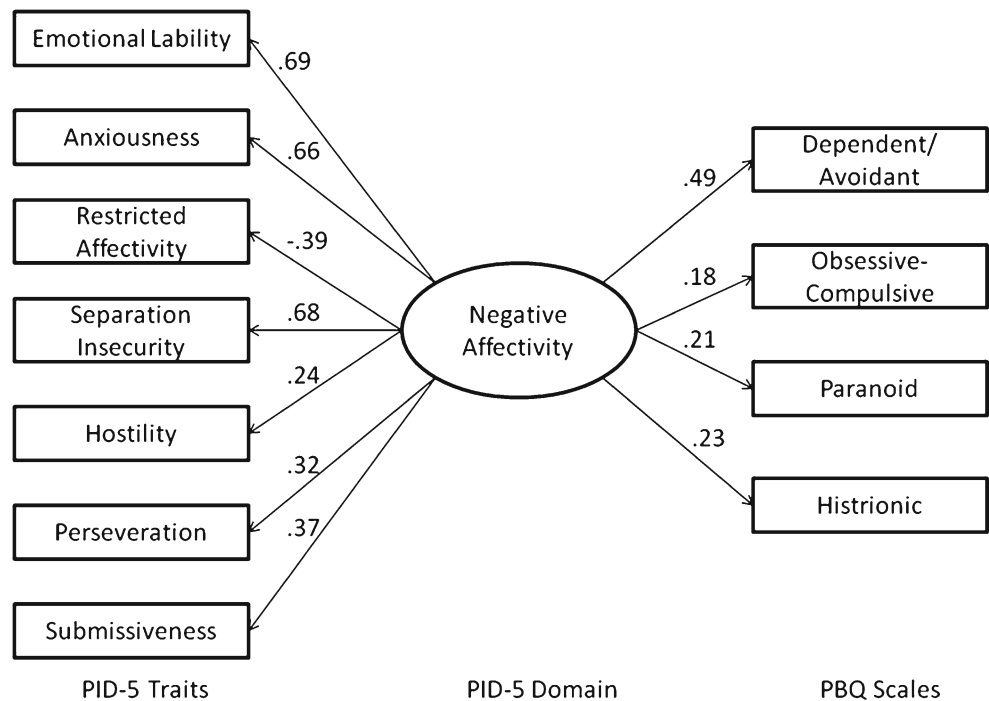 Emotional Lability
.69
Anxiousness
.66
Restricted
Affectivity
-.39
Separation
Insecurity
.68
Hostility
.24
Perseveration
.32
Submissiveness
.37
Negative
Affectivity
.49
Dependent/
Avoidant
.18
Obsessive-
Compulsive
.21
Paranoid
.23
Histrionic
PID-5 Traits
PID-5 Domain
PBQ Scales